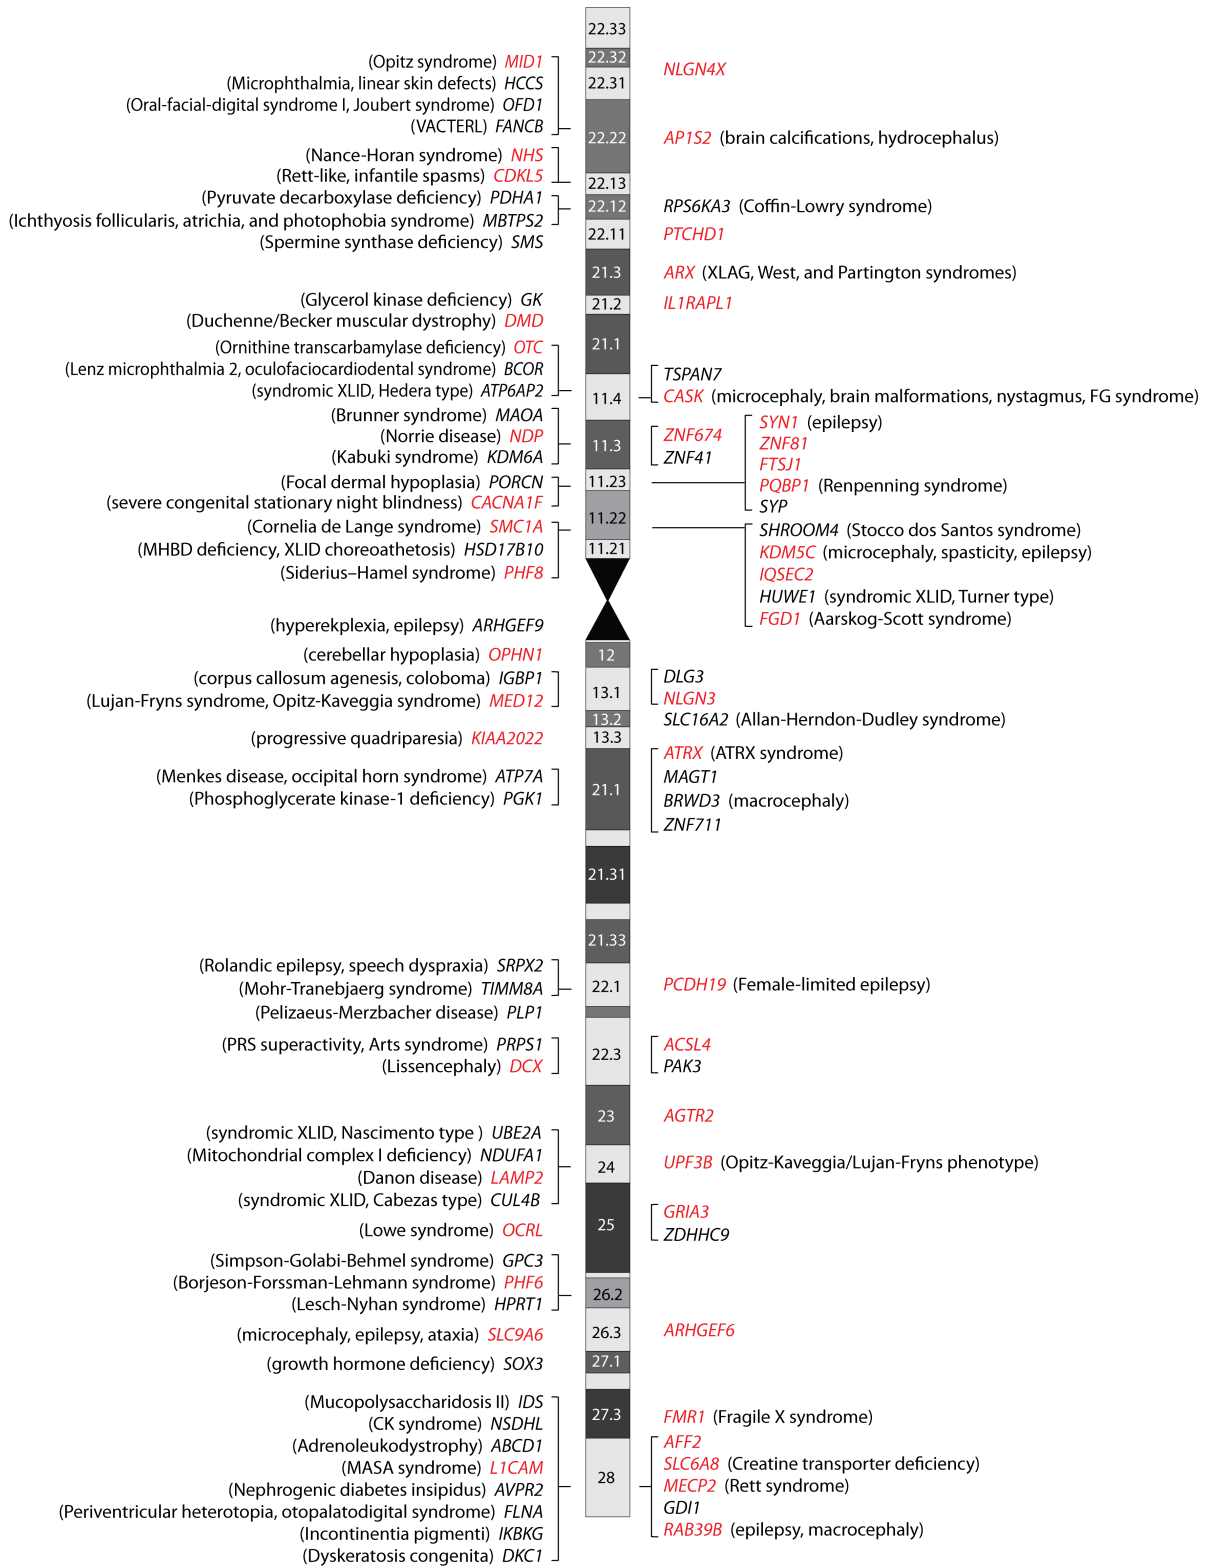 22.33
22.32
(Opitz syndrome) MID1
NLGN4X
(Microphthalmia, linear skin defects) HCCS
22.31
(Oral-facial-digital syndrome I, Joubert syndrome) OFD1
(VACTERL) FANCB
22.22
AP1S2 (brain calcifications, hydrocephalus)
(Nance-Horan syndrome) NHS
(Rett-like, infantile spasms) CDKL5
22.13
(Pyruvate decarboxylase deficiency) PDHA1
22.12
RPS6KA3 (Coffin-Lowry syndrome)
(Ichthyosis follicularis, atrichia, and photophobia syndrome) MBTPS2
22.11
PTCHD1
(Spermine synthase deficiency) SMS
21.3
ARX (XLAG, West, and Partington syndromes)
(Glycerol kinase deficiency) GK
21.2
IL1RAPL1
(Duchenne/Becker muscular dystrophy) DMD
21.1
(Ornithine transcarbamylase deficiency) OTC
(Lenz microphthalmia 2, oculofaciocardiodental syndrome) BCOR
TSPAN7
(syndromic XLID, Hedera type) ATP6AP2
11.4
CASK (microcephaly, brain malformations, nystagmus, FG syndrome)
(Brunner syndrome) MAOA
SYN1 (epilepsy)
(Norrie disease) NDP
11.3
ZNF674
ZNF81
(Kabuki syndrome) KDM6A
ZNF41
FTSJ1
(Focal dermal hypoplasia) PORCN
11.23
PQBP1 (Renpenning syndrome)
(severe congenital stationary night blindness) CACNA1F
SYP
11.22
(Cornelia de Lange syndrome) SMC1A
SHROOM4 (Stocco dos Santos syndrome)
(MHBD deficiency, XLID choreoathetosis) HSD17B10
11.21
KDM5C (microcephaly, spasticity, epilepsy)
(Siderius–Hamel syndrome) PHF8
IQSEC2
HUWE1 (syndromic XLID, Turner type)
FGD1 (Aarskog-Scott syndrome)
(hyperekplexia, epilepsy) ARHGEF9
(cerebellar hypoplasia) OPHN1
12
(corpus callosum agenesis, coloboma) IGBP1
DLG3
13.1
(Lujan-Fryns syndrome, Opitz-Kaveggia syndrome) MED12
NLGN3
13.2
SLC16A2 (Allan-Herndon-Dudley syndrome)
(progressive quadriparesia) KIAA2022
13.3
ATRX (ATRX syndrome)
(Menkes disease, occipital horn syndrome) ATP7A
MAGT1
21.1
(Phosphoglycerate kinase-1 deficiency) PGK1
BRWD3 (macrocephaly)
ZNF711
21.31
21.33
(Rolandic epilepsy, speech dyspraxia) SRPX2
(Mohr-Tranebjaerg syndrome) TIMM8A
22.1
PCDH19 (Female-limited epilepsy)
(Pelizaeus-Merzbacher disease) PLP1
(PRS superactivity, Arts syndrome) PRPS1
22.3
ACSL4
(Lissencephaly) DCX
PAK3
23
AGTR2
(syndromic XLID, Nascimento type ) UBE2A
(Mitochondrial complex I deficiency) NDUFA1
24
UPF3B (Opitz-Kaveggia/Lujan-Fryns phenotype)
(Danon disease) LAMP2
(syndromic XLID, Cabezas type) CUL4B
GRIA3
(Lowe syndrome) OCRL
25
ZDHHC9
(Simpson-Golabi-Behmel syndrome) GPC3
(Borjeson-Forssman-Lehmann syndrome) PHF6
26.2
(Lesch-Nyhan syndrome) HPRT1
(microcephaly, epilepsy, ataxia) SLC9A6
26.3
ARHGEF6
(growth hormone deficiency) SOX3
27.1
(Mucopolysaccharidosis II) IDS
27.3
FMR1 (Fragile X syndrome)
(CK syndrome) NSDHL
(Adrenoleukodystrophy) ABCD1
AFF2
(MASA syndrome) L1CAM
SLC6A8 (Creatine transporter deficiency)
28
(Nephrogenic diabetes insipidus) AVPR2
MECP2 (Rett syndrome)
(Periventricular heterotopia, otopalatodigital syndrome) FLNA
GDI1
(Incontinentia pigmenti) IKBKG
RAB39B (epilepsy, macrocephaly)
(Dyskeratosis congenita) DKC1